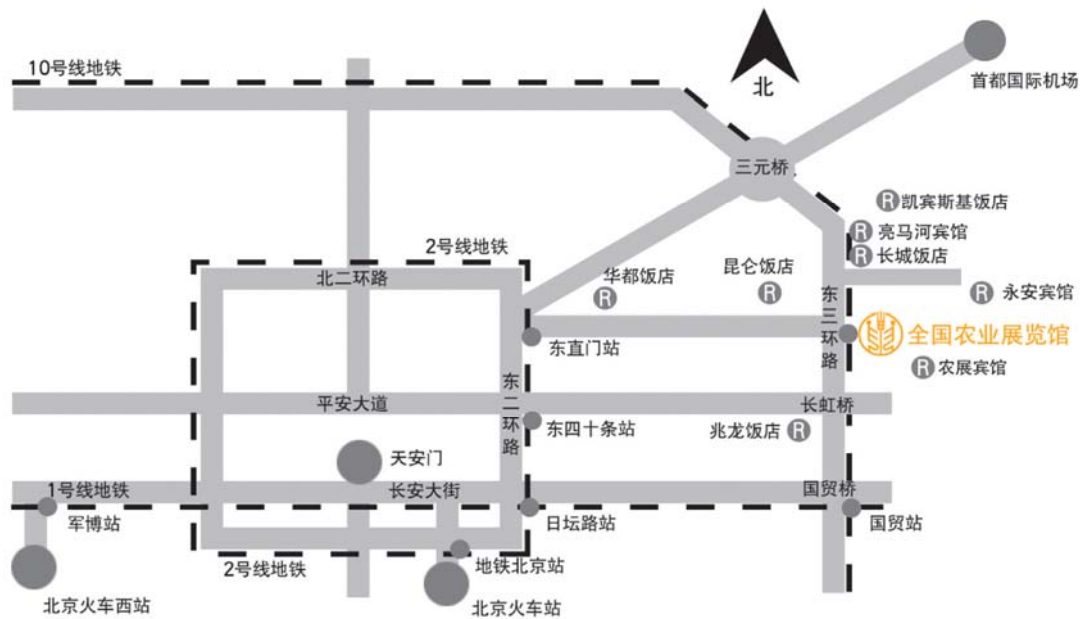 10号线地铁
北
首都国际机场
三元桥
凯宾斯基饭店
亮马河宾馆
长城饭店
2号线地铁
北二环路
华都饭店
昆仑饭店
永安宾馆
东三环路
全国农业展览馆
东直门站
农展宾馆
东二环路
平安大道
长虹桥
东四十条站
兆龙饭店
天安门
1号线地铁
长安大街
国贸桥
军博站
日坛路站
国贸站
2号线地铁
地铁北京站
北京火车西站
北京火车站
R
R
R
R
R
R
R
R